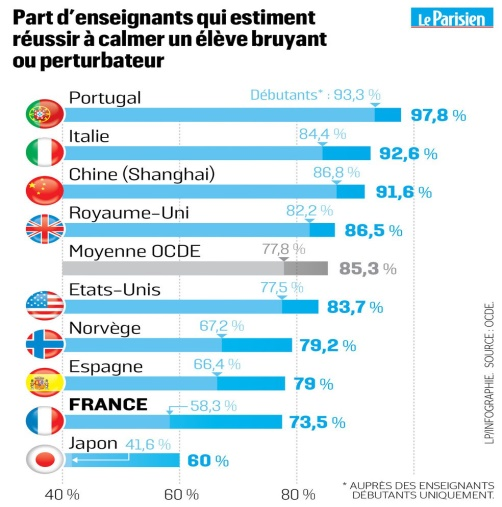 Part d'enseignants qui estiment
réussir à calmer un élève bruyant
ou perturbateur
Le Parisien
Portugal
Débutants* : 93,3 %
97,8 %
Italie
84,4 %
92,6 %
Chine (Shanghai)
86,8 %
91,6 %
Royaume-Uni
82,2 %
86,5 %
Moyenne OCDE
77,8 %
85,3 %
Etats-Unis
77,5 %
83,7 %
Norvège
67,2 %
79,2 %
Espagne
66,4 %
79 %
FRANCE
58,3 %
73,5 %
Japon
41,6 %
60 %
40 %
60 %
80 %
* AUPRÈS DES ENSEIGNANTS
DÉBUTANTS UNIQUEMENT.
LP/INFOGRAPHIE. SOURCE : OCDE.